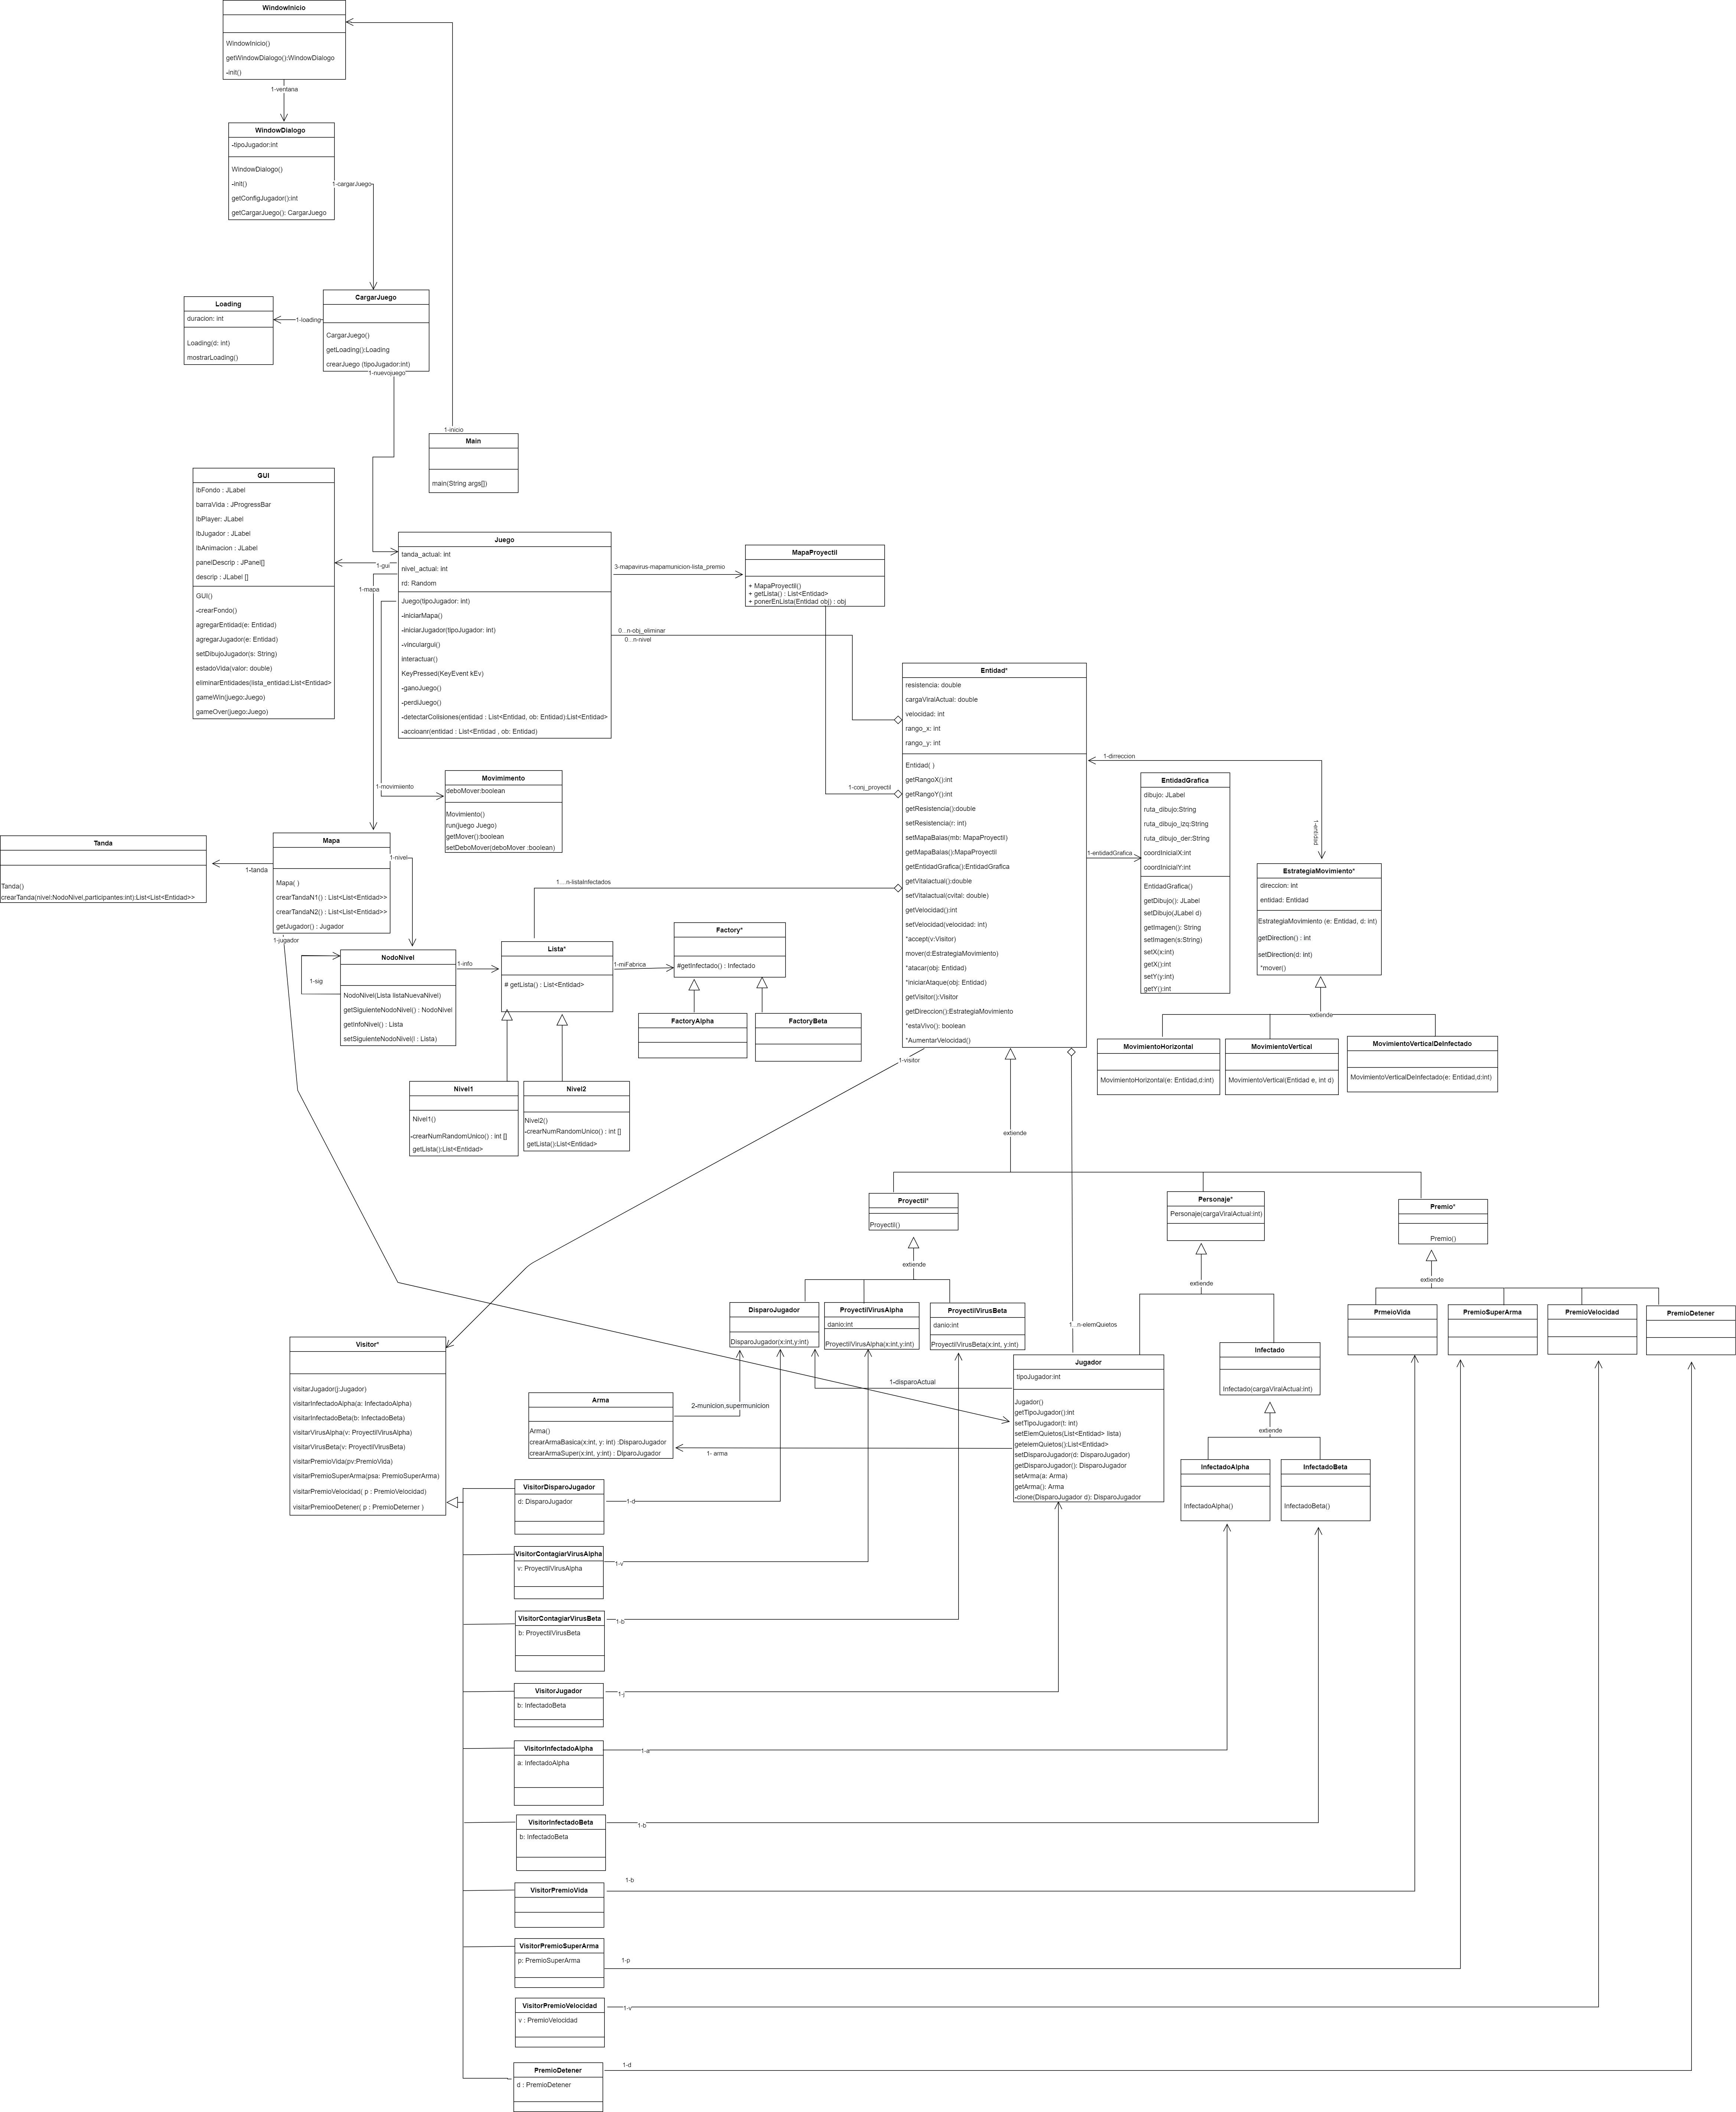 WindowInicio
WindowInicio()
getWindowDialogo():WindowDialogo
-init()
1-ventana
WindowDialogo
-tipoJugador:int
WindowDialogo()
-init()
getConfigJugador():int
getCargarJuego(): CargarJuego
1-cargarJuego
Loading
duracion: int
Loading(d: int)
mostrarLoading()
1-loading
CargarJuego
CargarJuego()
getLoading():Loading
crearJuego (tipoJugador:int)
1-nuevojuego
1-inicio
Main
main(String args[])
GUI
lbFondo : JLabel
barraVida : JProgressBar
lbPlayer: JLabel
lbJugador : JLabel
lbAnimacion : JLabel
panelDescrip : JPanel[]
descrip : JLabel []
GUI()
-crearFondo()
agregarEntidad(e: Entidad)
agregarJugador(e: Entidad)
setDibujoJugador(s: String)
estadoVida(valor: double)
eliminarEntidades(lista_entidad:List<Entidad>
gameWin(juego:Juego)
gameOver(juego:Juego)
1-gui
1-mapa
Juego
tanda_actual: int
nivel_actual: int
rd: Random
Juego(tipoJugador: int)
-iniciarMapa()
-iniciarJugador(tipoJugador: int)
-vinculargui()
interactuar()
KeyPressed(KeyEvent kEv)
-ganoJuego()
-perdiJuego()
-detectarColisiones(entidad : List<Entidad, ob: Entidad):List<Entidad>
-accioanr(entidad : List<Entidad , ob: Entidad)
3-mapavirus-mapamunicion-lista_premio
MapaProyectil
+ MapaProyectil()
+ getLista() : List<Entidad>
+ ponerEnLista(Entidad obj) : obj
0...n-obj_eliminar
0...n-nivel
1-conj_proyectil
1-movimiiento
Movimimento
deboMover:boolean
Movimiento()
run(juego Juego)
getMover():boolean
setDeboMover(deboMover :boolean)
Tanda
Tanda()
crearTanda(nivel:NodoNivel,participantes:int):List<List<Entidad>>
1-tanda
Mapa
Mapa( )
crearTandaN1() : List<List<Entidad>>
crearTandaN2() : List<List<Entidad>>
getJugador() : Jugador
1-nivel
1-jugador
NodoNivel
NodoNivel(Lista listaNuevaNivel)
getSiguienteNodoNivel() : NodoNivel
getInfoNivel() : Lista
setSiguienteNodoNivel(l : Lista)
1-sig
1-info
1...n-listaInfectados
Lista*
# getLista() : List<Entidad>
1-miFabrica
Factory*
#getInfectado() : Infectado
FactoryAlpha
FactoryBeta
Nivel1
Nivel1()
-crearNumRandomUnico() : int []
getLista():List<Entidad>
Nivel2
Nivel2()
-crearNumRandomUnico() : int []
getLista():List<Entidad>
Entidad*
resistencia: double
cargaViralActual: double
velocidad: int
rango_x: int
rango_y: int
Entidad( )
getRangoX():int
getRangoY():int
getResistencia():double
setResistencia(r: int)
setMapaBalas(mb: MapaProyectil)
getMapaBalas():MapaProyectil
getEntidadGrafica():EntidadGrafica
getVitalactual():double
setVitalactual(cvital: double)
getVelocidad():int
setVelocidad(velocidad: int)
*accept(v:Visitor)
mover(d:EstrategiaMovimiento)
*atacar(obj: Entidad)
*iniciarAtaque(obj: Entidad)
getVisitor():Visitor
getDireccion():EstrategiaMovimiento
*estaVivo(): boolean
*AumentarVelocidad()
1-dirreccion
1-entidad
1-entidadGrafica
EntidadGrafica
dibujo: JLabel
ruta_dibujo:String
ruta_dibujo_izq:String
ruta_dibujo_der:String
coordInicialX:int
coordInicialY:int
EntidadGrafica()
getDibujo(): JLabel
setDibujo(JLabel d)
getImagen(): String
setImagen(s:String)
setX(x:int)
getX():int
setY(y:int)
getY():int
EstrategiaMovimiento*
direccion: int
entidad: Entidad
EstrategiaMovimiento (e: Entidad, d: int)
getDirection() : int
setDirection(d: int)
*mover()
extiende
MovimientoHorizontal
MovimientoHorizontal(e: Entidad,d:int)
MovimientoVertical
MovimientoVertical(Entidad e, int d)
MovimientoVerticalDeInfectado
MovimientoVerticalDeInfectado(e: Entidad,d:int)
1-visitor
extiende
Proyectil*
Proyectil()
Personaje*
Personaje(cargaViralActual:int)
Premio*
Premio()
extiende
extiende
extiende
DisparoJugador
DisparoJugador(x:int,y:int)
ProyectilVirusAlpha
danio:int
ProyectilVirusAlpha(x:int,y:int)
ProyectilVirusBeta
danio:int
ProyectilVirusBeta(x:int, y:int)
1...n-elemQuietos
PrmeioVida
PremioSuperArma
PremioVelocidad
PremioDetener
Infectado
Infectado(cargaViralActual:int)
extiende
InfectadoAlpha
InfectadoAlpha()
InfectadoBeta
InfectadoBeta()
Jugador
tipoJugador:int
Jugador()
getTipoJugador():int
setTipoJugador(t: int)
setElemQuietos(List<Entidad> lista)
getelemQuietos():List<Entidad>
setDisparoJugador(d: DisparoJugador)
getDisparoJugador(): DisparoJugador
setArma(a: Arma)
getArma(): Arma
-clone(DisparoJugador d): DisparoJugador
1-disparoActual
2-municion,supermunicion
1- arma
Arma
Arma()
crearArmaBasica(x:int, y: int) :DisparoJugador
crearArmaSuper(x:int, y:int) : DiparoJugador
Visitor*
visitarJugador(j:Jugador)
visitarInfectadoAlpha(a: InfectadoAlpha)
visitarInfectadoBeta(b: InfectadoBeta)
visitarVirusAlpha(v: ProyectilVirusAlpha)
visitarVirusBeta(v: ProyectilVirusBeta)
visitarPremioVida(pv:PremioVida)
visitarPremioSuperArma(psa: PremioSuperArma)
visitarPremioVelocidad( p : PremioVelocidad)
visitarPremiooDetener( p : PremioDeterner )
VisitorDisparoJugador
d: DisparoJugador
1-d
VisitorContagiarVirusAlpha
v: ProyectilVirusAlpha
1-v
VisitorContagiarVirusBeta
b: ProyectilVirusBeta
1-b
VisitorJugador
b: InfectadoBeta
1-j
VisitorInfectadoAlpha
a: InfectadoAlpha
1-a
VisitorInfectadoBeta
b: InfectadoBeta
1-b
VisitorPremioVida
1-b
VisitorPremioSuperArma
p: PremioSuperArma
1-p
VisitorPremioVelocidad
v : PremioVelocidad
1-v
PremioDetener
d : PremioDetener
1-d